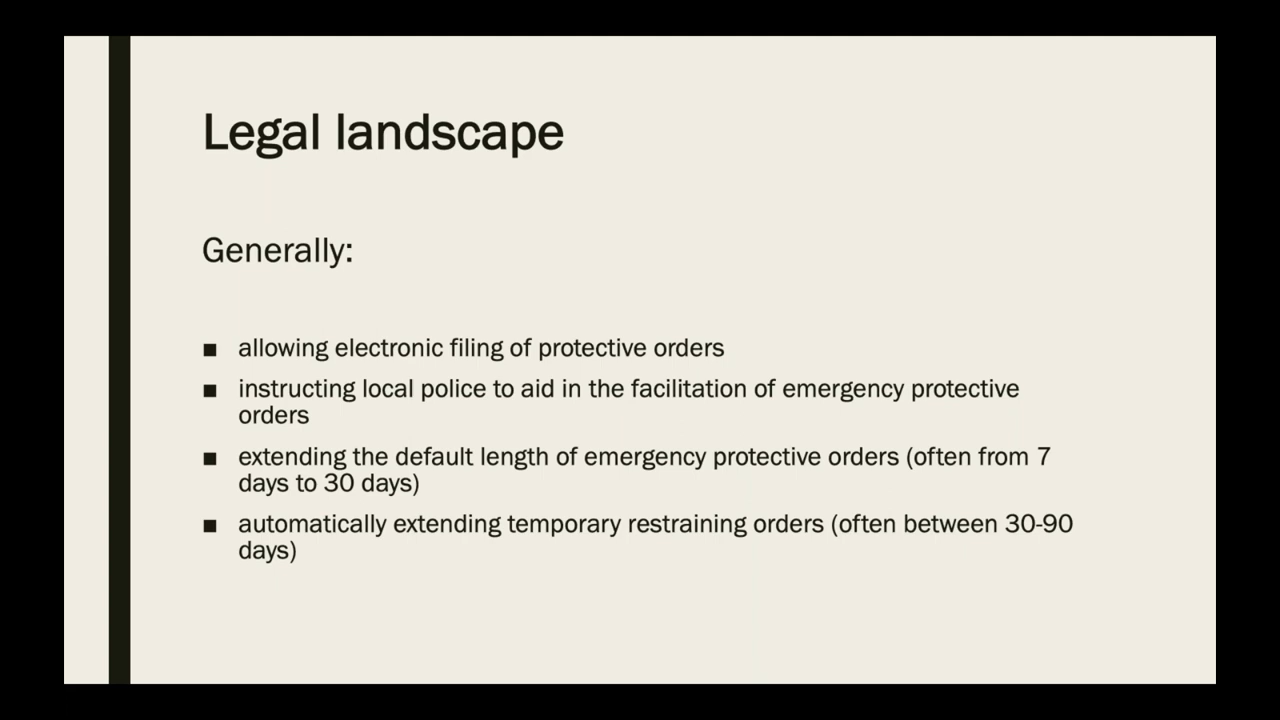 Legal landscape
Generally:
■ allowing electronic filing of protective orders
■ instructing local police to aid in the facilitation of emergency protective
orders
■ extending the default length of emergency protective orders (often from 7
days to 30 days)
■ automatically extending temporary restraining orders (often between 30-90
days)